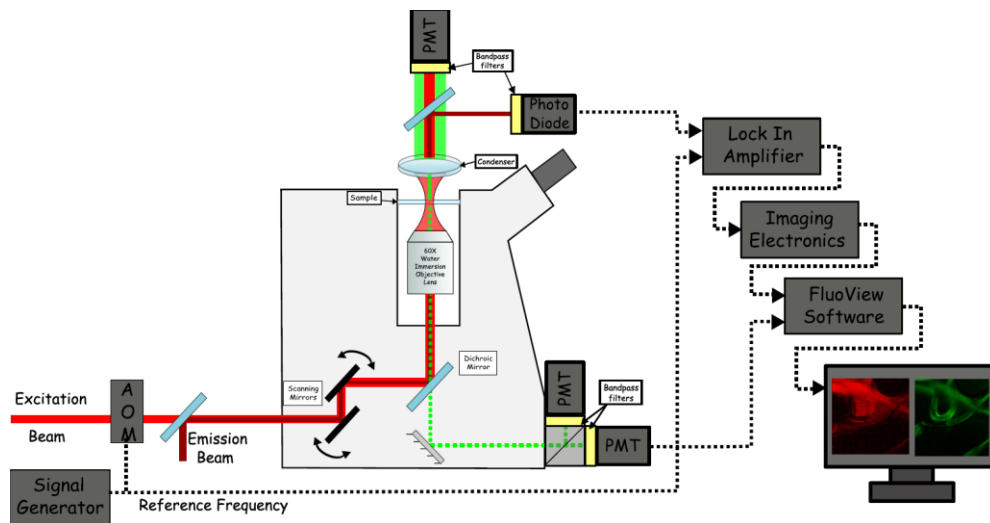 PMT
Bandpass
filters
Photo
Diode
Lock In
Amplifier
Condenser
Sample
Imaging
Electronics
60X
Water
Immersion
Objective
Lens
FluoView
Software
Dichroic
Mirror
Scanning
Mirrors
PMT
Bandpass
filters
Excitation
Beam
AOM
Emission
Beam
PMT
Signal
Generator
Reference Frequency